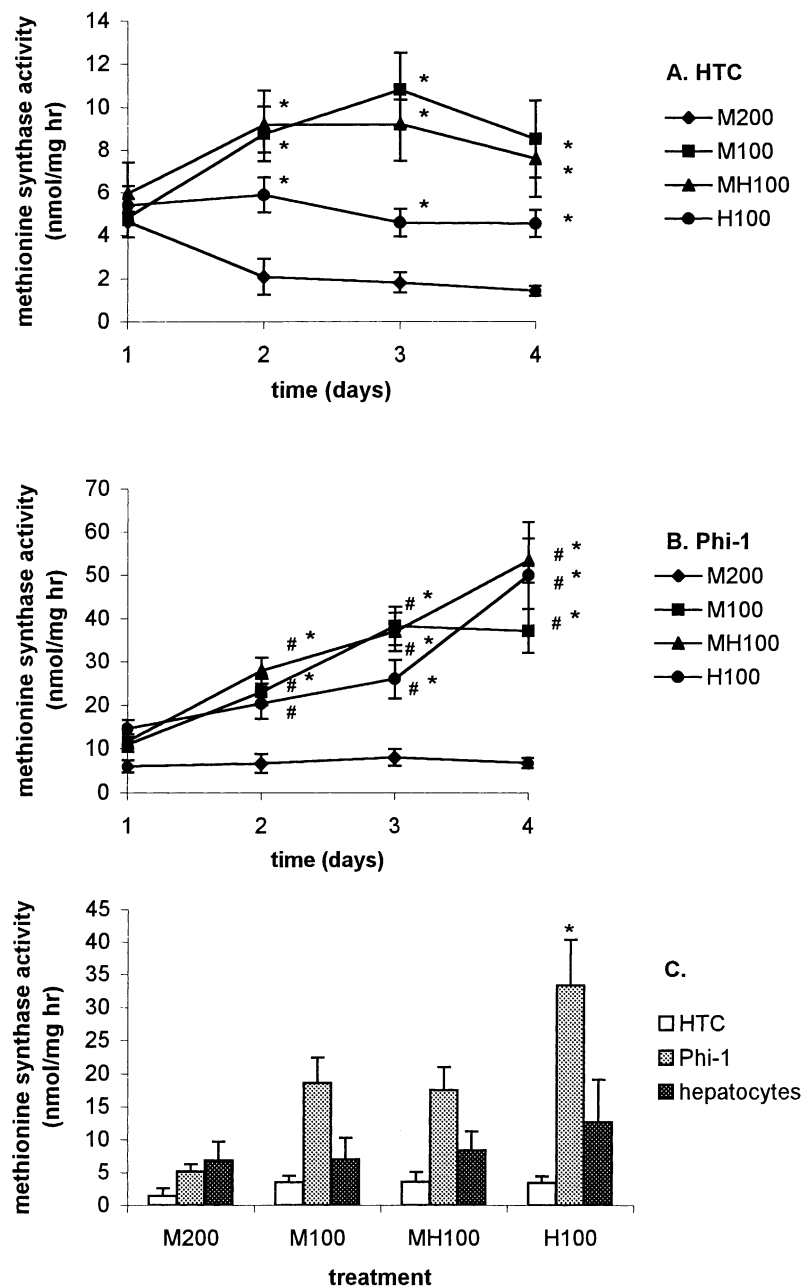 methionine synthase activity
(nmol/mg hr)
14
12
10
8
6
4
2
0
*
*
*
*
*
*
*
*
*
1
2
3
4
time (days)
A. HTC
M200
M100
MH100
H100
methionine synthase activity
(nmol/mg hr)
70
60
50
40
30
20
10
0
# *
# *
#
# *
# *
# *
# *
# *
# *
1
2
3
4
time (days)
B. Phi-1
M200
M100
MH100
H100
methionine synthase activity
(nmol/mg hr)
45
40
35
30
25
20
15
10
5
0
*
M200
M100
MH100
H100
treatment
C.
HTC
Phi-1
hepatocytes